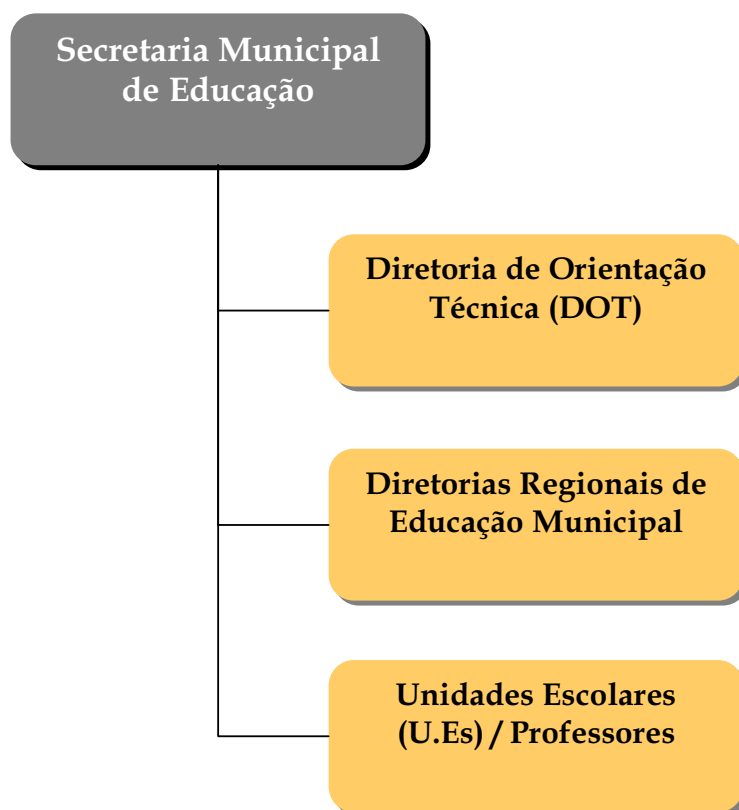 Secretaria Municipal
de Educação
Diretoria de Orientação
Técnica (DOT)
Diretorias Regionais de
Educação Municipal
Unidades Escolares
(U.Es) / Professores